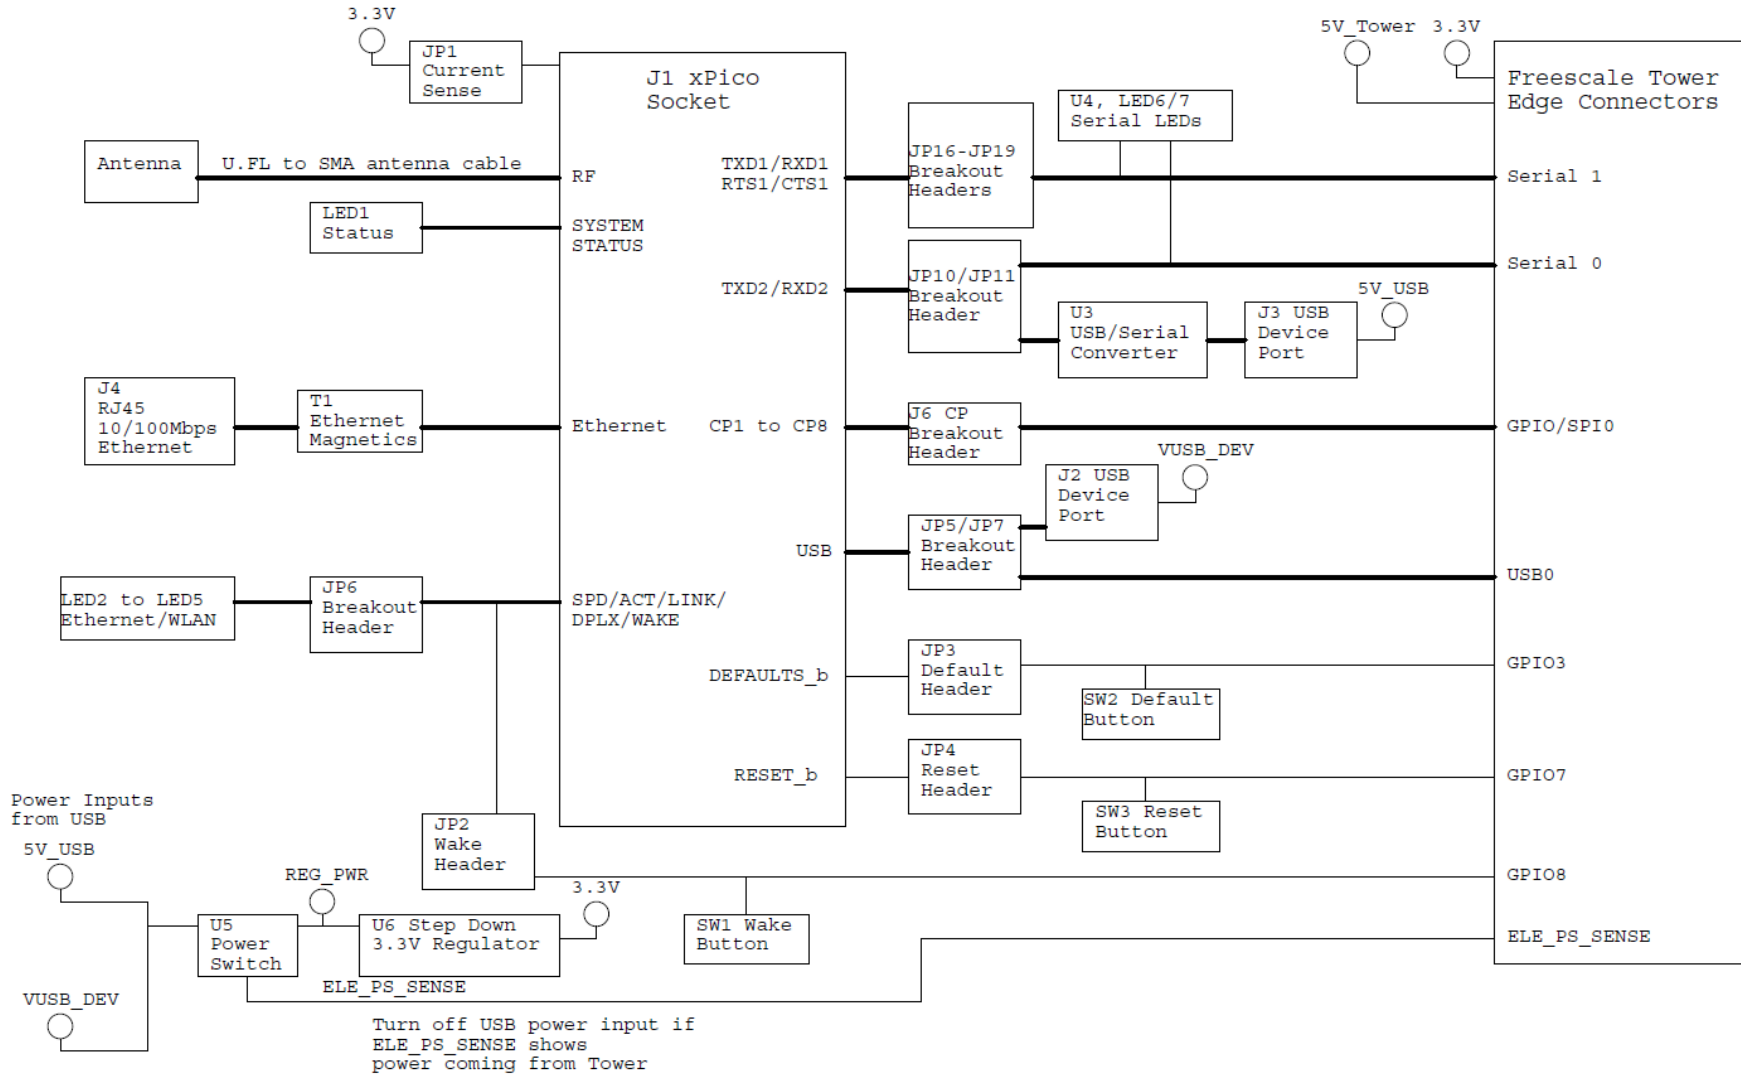 3.3V
JP1
Current
Sense
J1 xPico
Socket
5V_Tower
3.3V
Freescale Tower
Edge Connectors
U4, LED6/7
Serial LEDs
Antenna
U.FL to SMA antenna cable
RF
TXD1/RXD1
RTS1/CTS1
JP16-JP19
Breakout
Headers
Serial 1
LED1
Status
SYSTEM
STATUS
TXD2/RXD2
JP10/JP11
Breakout
Header
Serial 0
U3
USB/Serial
Converter
J3 USB
Device
Port
5V_USB
J4
RJ45
10/100Mbps
Ethernet
T1
Ethernet
Magnetics
Ethernet
CP1 to CP8
J6 CP
Breakout
Header
GPIO/SPI0
VUSB_DEV
J2 USB
Device
Port
USB
JP5/JP7
Breakout
Header
USB0
LED2 to LED5
Ethernet/WLAN
JP6
Breakout
Header
SPD/ACT/LINK/
DPLX/WAKE
DEFAULTS_b
JP3
Default
Header
GPIO3
SW2 Default
Button
RESET_b
JP4
Reset
Header
GPIO7
SW3 Reset
Button
JP2
Wake
Header
GPIO8
SW1 Wake
Button
Power Inputs
from USB
5V_USB
REG_PWR
3.3V
U5
Power
Switch
U6 Step Down
3.3V Regulator
ELE_PS_SENSE
VUSB_DEV
ELE_PS_SENSE
Turn off USB power input if
ELE_PS_SENSE shows
power coming from Tower